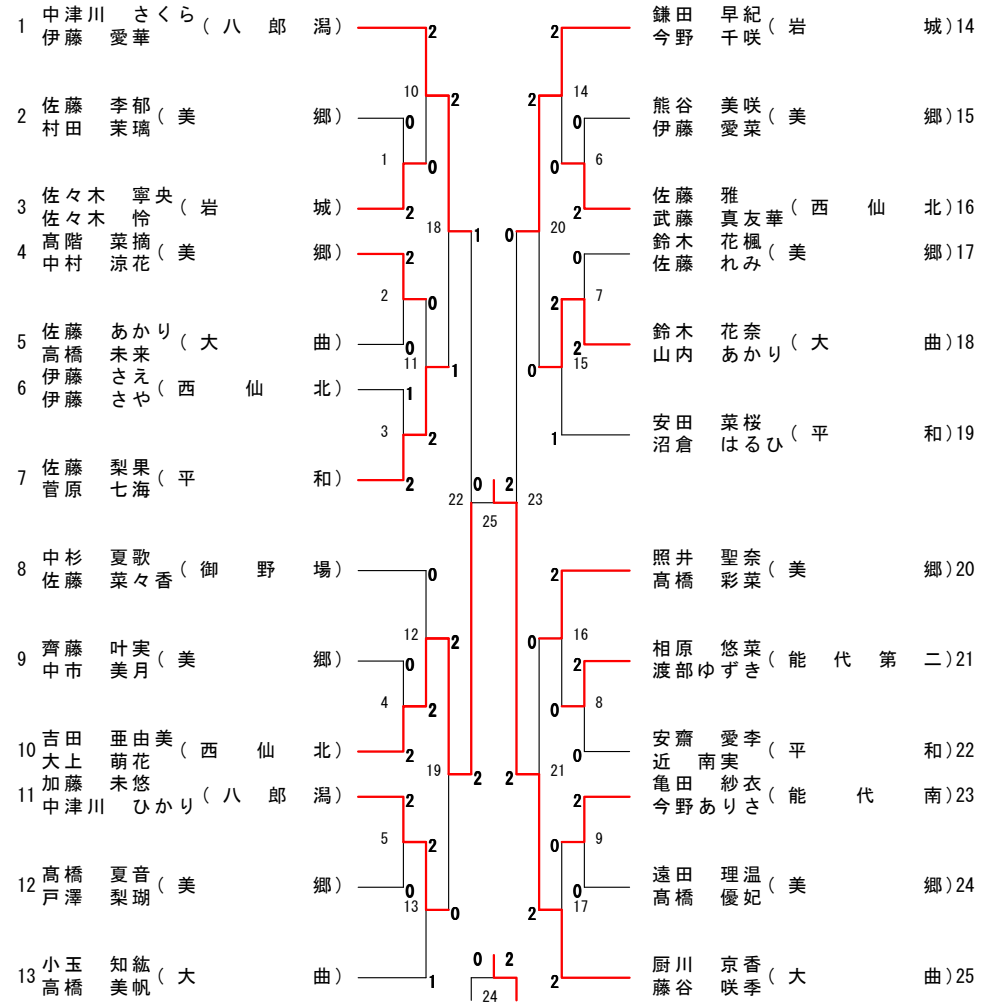 1 中津川 さくら 伊藤 愛華 (八郎潟)
2 佐藤 李郁 村田 茉璃 (美郷)
3 佐々木 寧央 佐々木 怜 (岩城)
4 髙階 菜摘 中村 涼花 (美郷)
5 佐藤 あかり 高橋 未来 (大曲)
6 伊藤 さえ 伊藤 さや (西仙北)
7 佐藤 梨果 菅原 七海 (平和)
8 中杉 夏歌 佐藤 菜々香 (御野場)
9 齊藤 叶実 中市 美月 (美郷)
10 吉田 亜由美 大上 萌花 (西仙北)
11 加藤 未悠 中津川 ひかり (八郎潟)
12 髙橋 夏音 戸澤 梨瑚 (美郷)
13 小玉 知紘 高橋 美帆 (大曲)
2
10
2
0
1
0
2
18
1
2
2
0
0
11
1
1
3
2
2
22
0
2
25
23
0
12
2
0
4
2
2
19
2
2
5
2
0
13
0
1
0
2
24
2
14
2
0
6
2
0
20
0
2
7
2
15
0
1
2
16
0
2
8
0
2
21
2
0
9
0
17
2
2
鎌田 早紀 今野 千咲 (岩城) 14
熊谷 美咲 伊藤 愛菜 (美郷) 15
佐藤 雅 武藤 真友華 (西仙北) 16
鈴木 花楓 佐藤 れみ (美郷) 17
鈴木 花奈 山内 あかり (大曲) 18
安田 菜桜 沼倉 はるひ (平和) 19
照井 聖奈 髙橋 彩菜 (美郷) 20
相原 悠菜 渡部ゆずき (能代第二) 21
安齋 愛李 近 南実 (平和) 22
亀田 紗衣 今野ありさ (能代南) 23
遠田 理温 髙橋 優妃 (美郷) 24
厨川 京香 藤谷 咲季 (大曲) 25